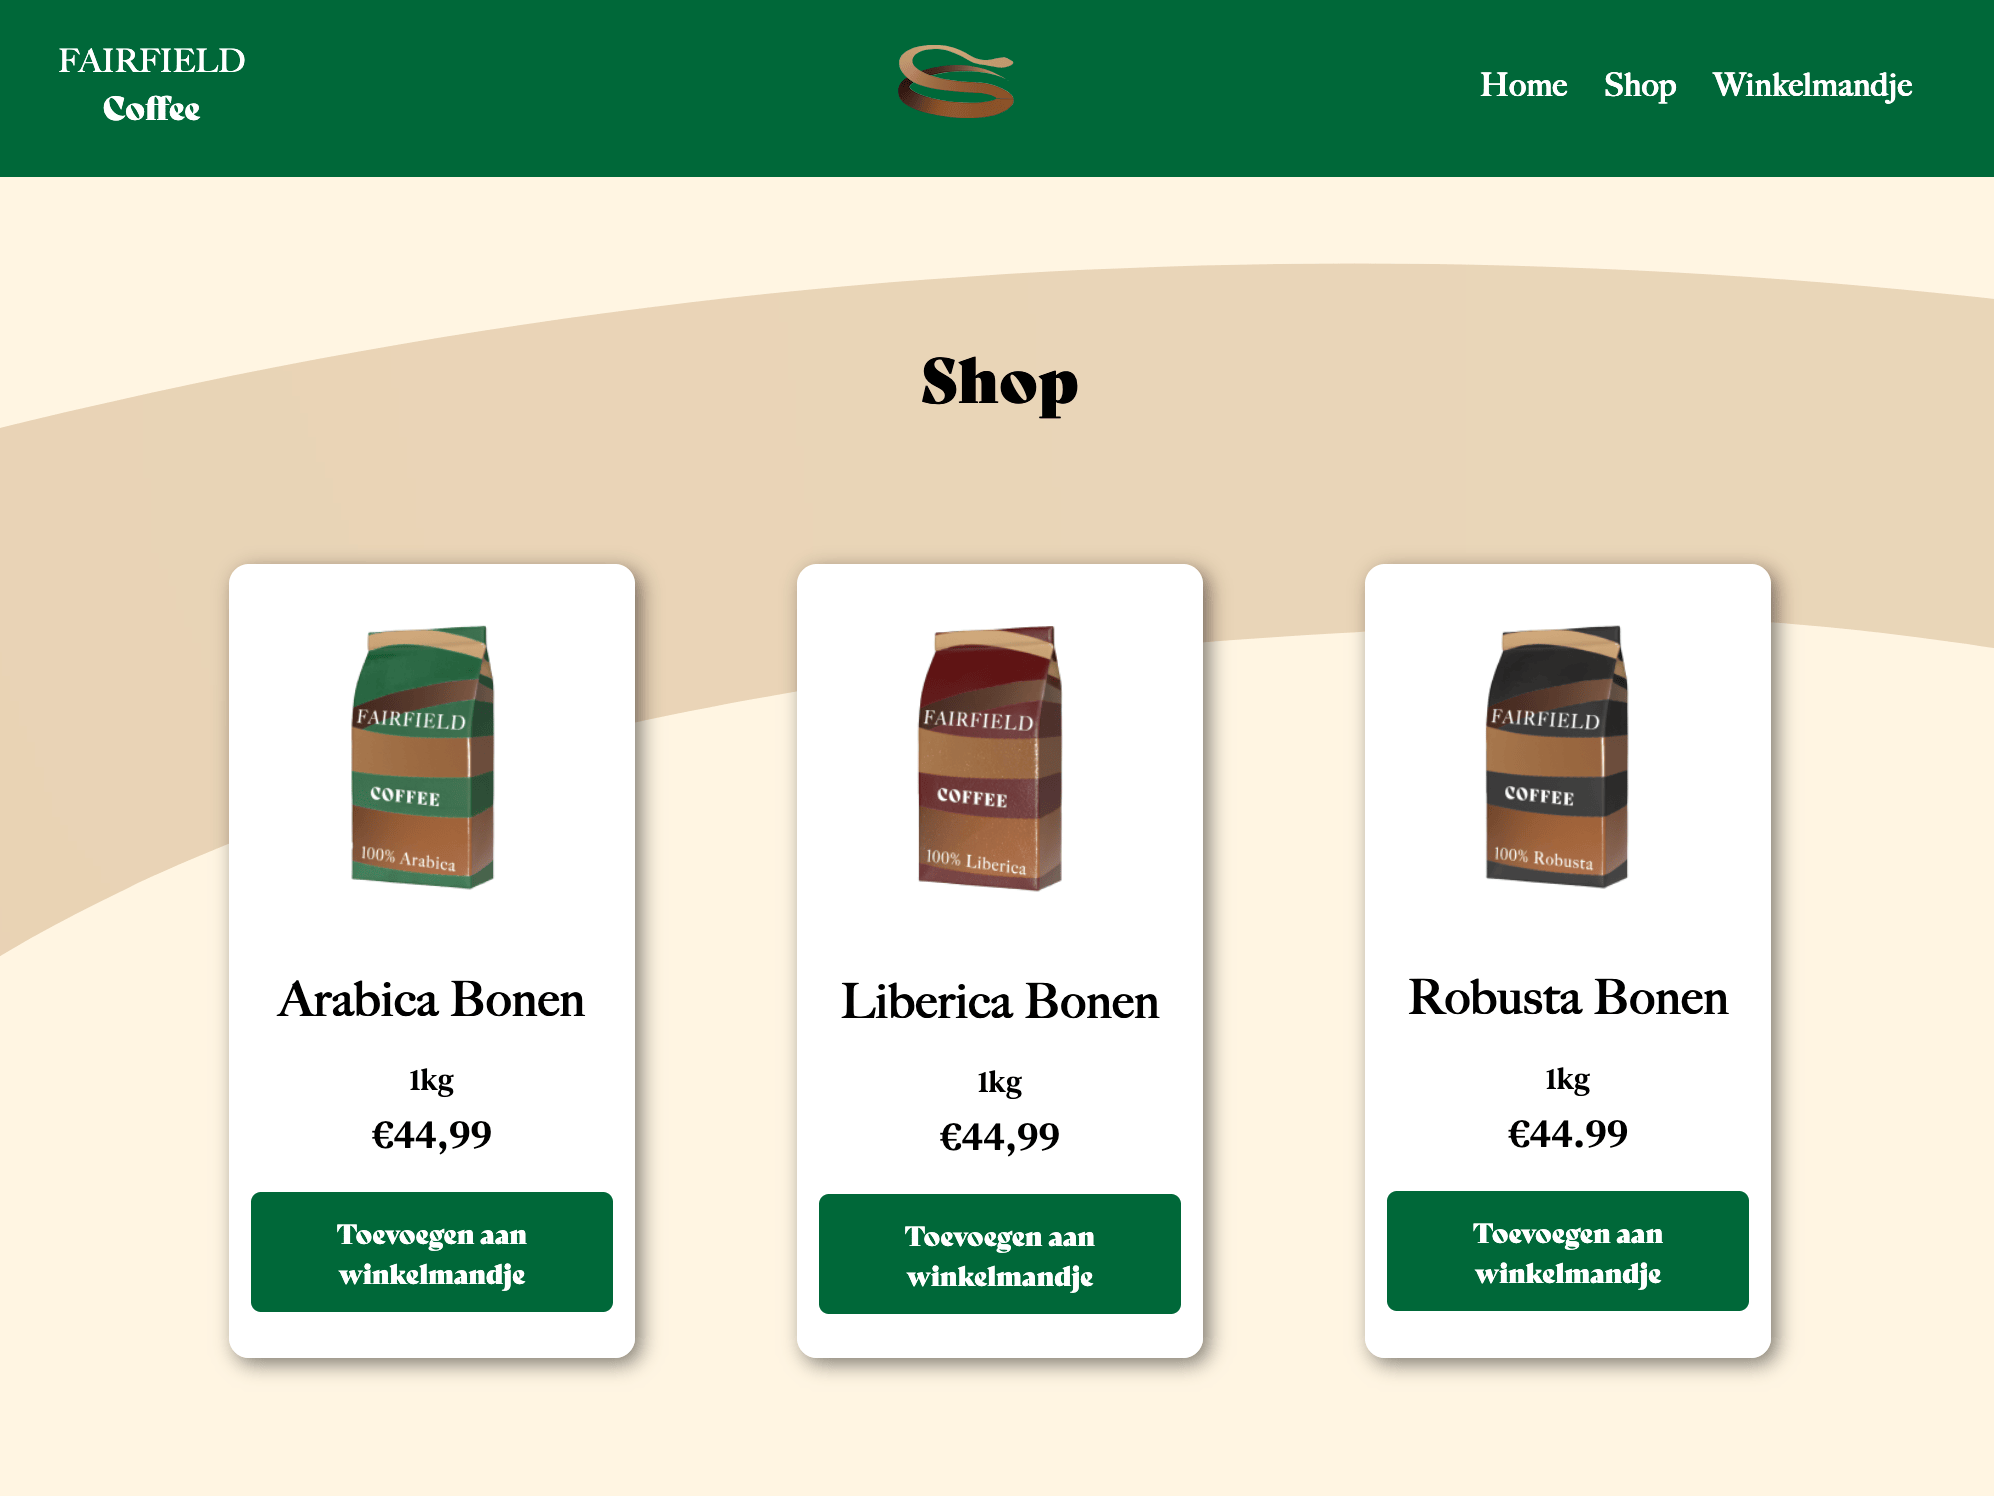 FAIRFIELD
Coffee
Home Shop Winkelmandje
Shop
FAIRFIELD
COFFEE
100% Arabica
Arabica Bonen
1kg
€44,99
Toevoegen aan
winkelmandje
FAIRFIELD
COFFEE
100% Liberica
Liberica Bonen
1kg
€44,99
Toevoegen aan
winkelmandje
FAIRFIELD
COFFEE
100% Robusta
Robusta Bonen
1kg
€44.99
Toevoegen aan
winkelmandje